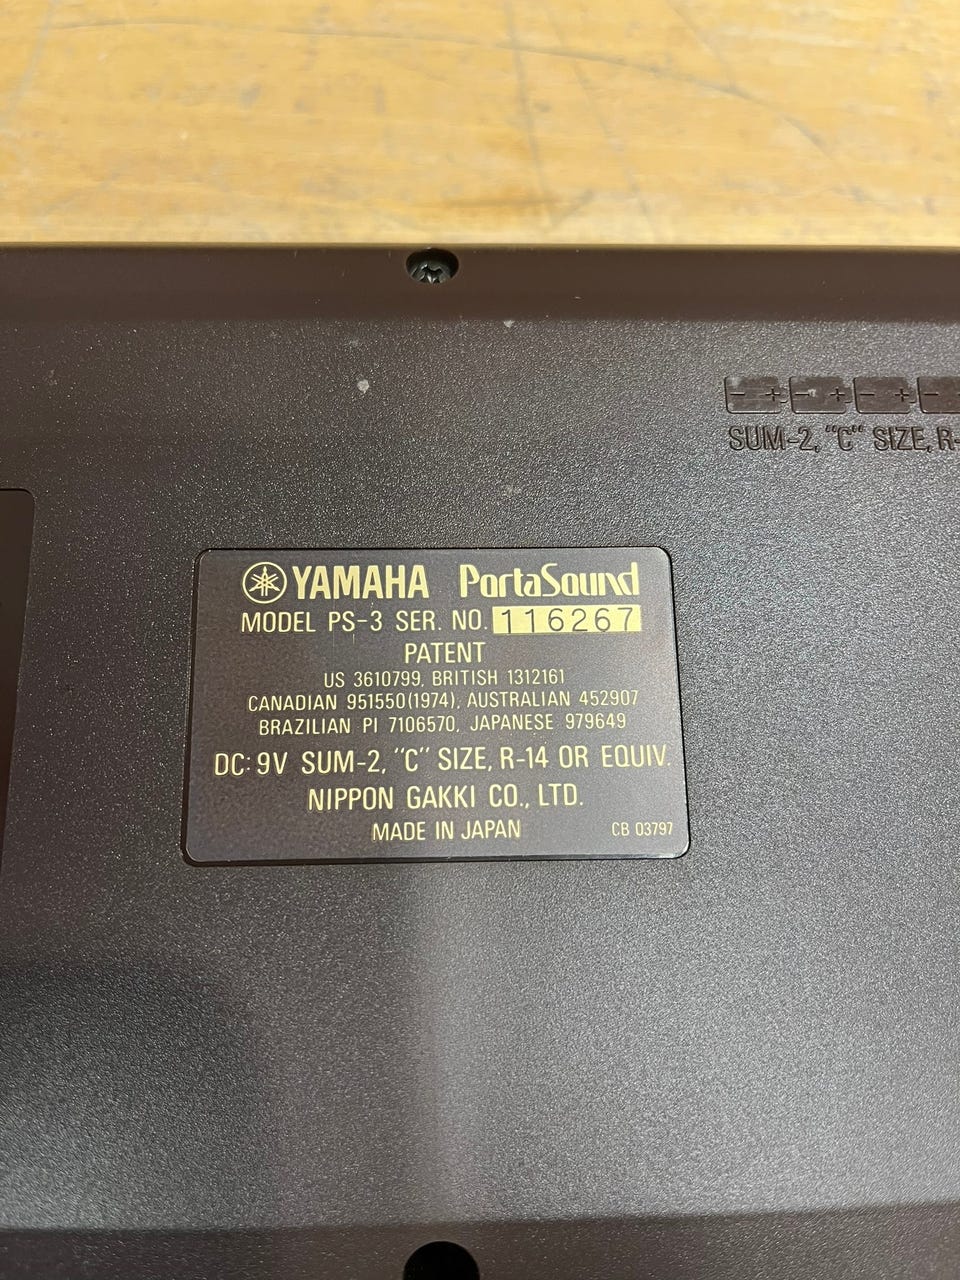 - + - + - + -
SUM-2, "C" SIZE, R-
YAMAHA PortaSound
MODEL PS-3 SER. NO. 116267
PATENT
US 3610799, BRITISH 1312161
CANADIAN 951550(1974), AUSTRALIAN 452907
BRAZILIAN PI 7106570, JAPANESE 979649
DC: 9V SUM-2, "C" SIZE, R-14 OR EQUIV.
NIPPON GAKKI CO., LTD.
MADE IN JAPAN CB 03797